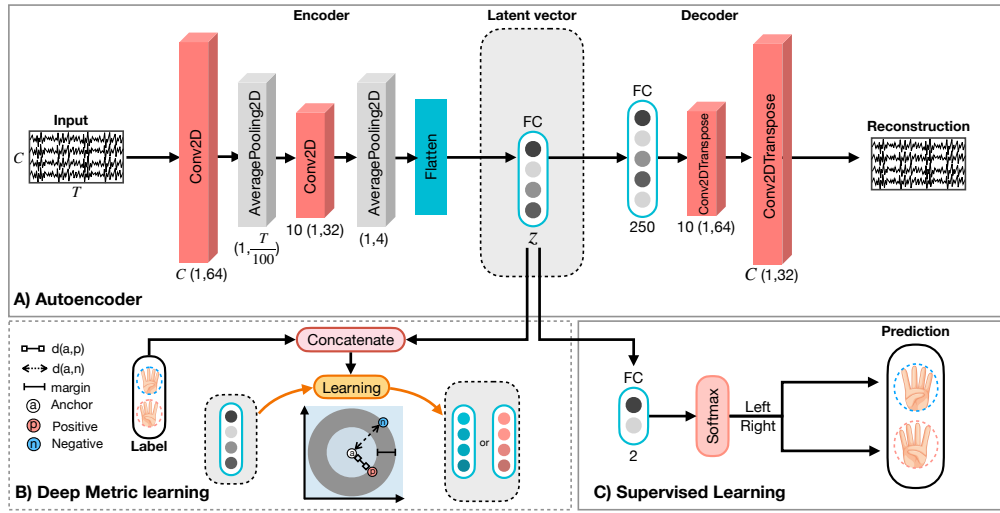 Encoder
Latent vector
Decoder
Input
C
T
Conv2D
C (1,64)
AveragePooling2D
(1, T/100)
Conv2D
10 (1,32)
AveragePooling2D
(1,4)
Flatten
FC
z
FC
250
Conv2DTranspose
10 (1,64)
Conv2DTranspose
C (1,32)
Reconstruction
A) Autoencoder
d(a,p)
d(a,n)
margin
a Anchor
p Positive
n Negative
Label
Concatenate
Learning
n
a
p
or
B) Deep Metric learning
FC
2
Softmax
Left
Right
Prediction
C) Supervised Learning